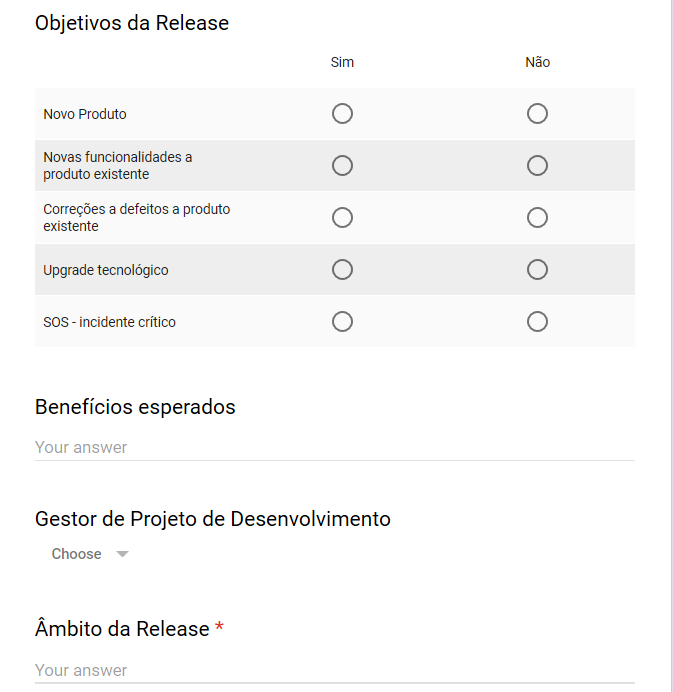 Objetivos da Release
Sim Não
Novo Produto
Novas funcionalidades a
produto existente
Correções a defeitos a produto
existente
Upgrade tecnológico
SOS - incidente crítico
Benefícios esperados
Your answer
Gestor de Projeto de Desenvolvimento
Choose
Âmbito da Release *
Your answer